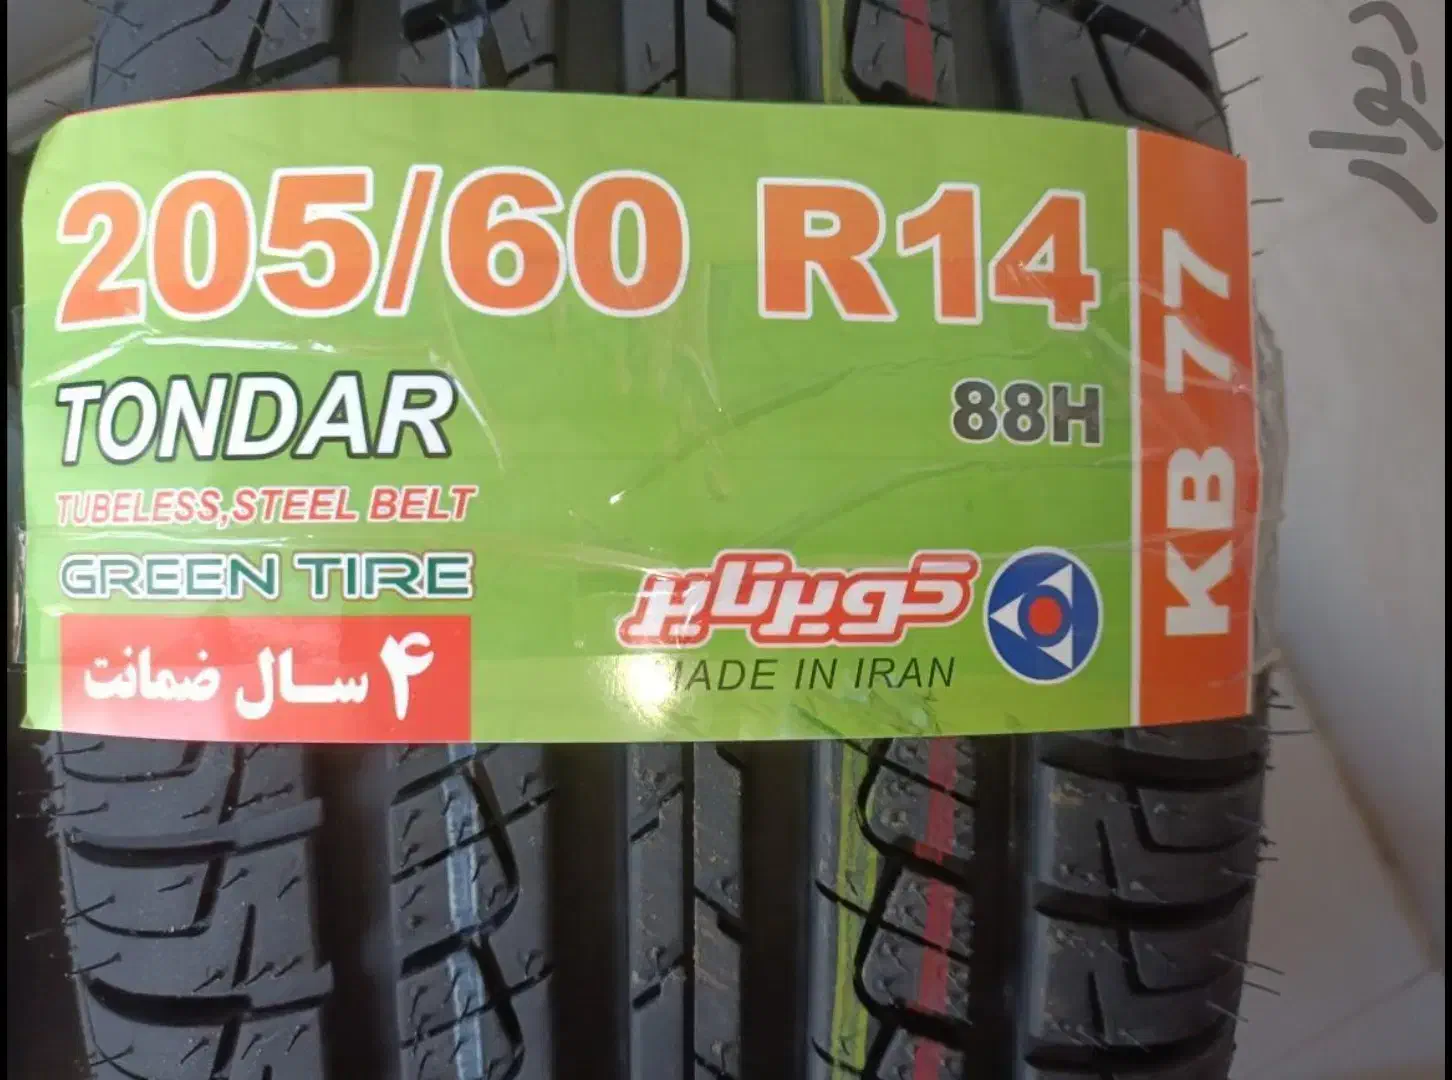 205/60 R14
TONDAR
88H
TUBELESS,STEEL BELT
GREEN TIRE
کویرتایر
MADE IN IRAN
۴ سال ضمانت
KB 77
دیوار